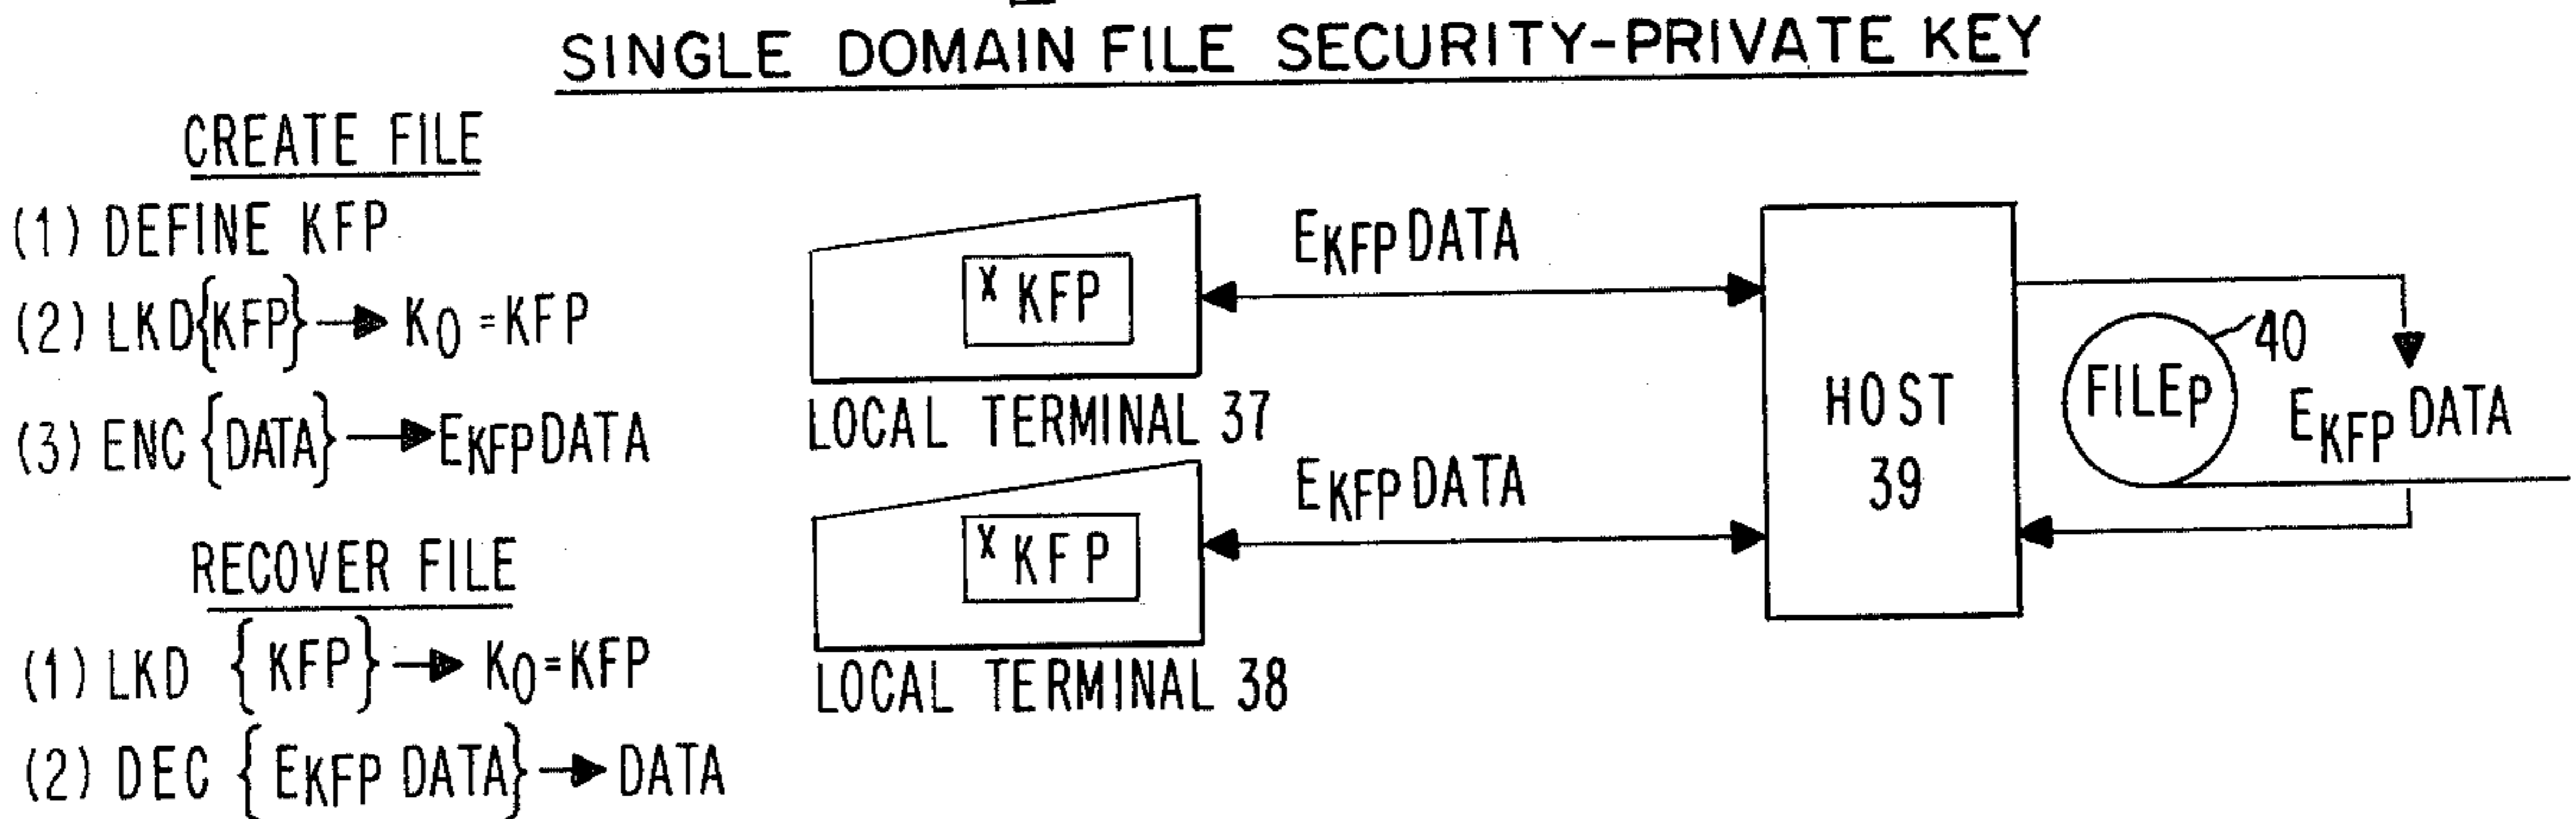 SINGLE DOMAIN FILE SECURITY-PRIVATE KEY
CREATE FILE
(1) DEFINE KFP
(2) LKD{KFP}→ K0 =KFP
(3) ENC {DATA}→EKFPDATA
RECOVER FILE
(1) LKD {KFP}→ K0=KFP
(2) DEC {EKFP DATA}→ DATA
x KFP
LOCAL TERMINAL 37
EKFPDATA
x KFP
LOCAL TERMINAL 38
EKFPDATA
HOST
39
FILEP
40
EKFP DATA